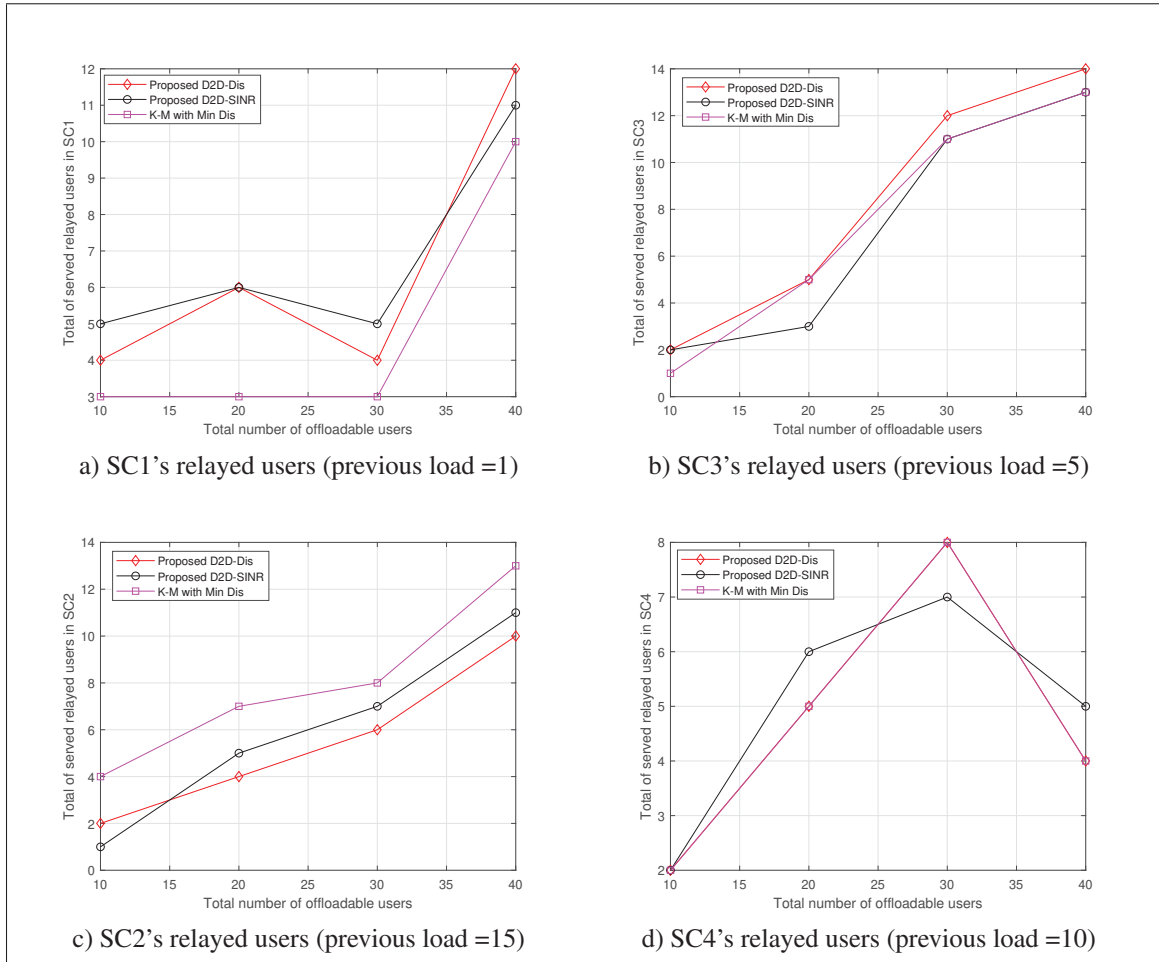 12
11
10
9
8
7
6
5
4
3
Total of served relayed users in SC1
Proposed D2D-Dis
Proposed D2D-SINR
K-M with Min Dis
10 15 20 25 30 35 40
Total number of offloadable users
a) SC1's relayed users (previous load =1)
14
12
10
8
6
4
2
0
Total of served relayed users in SC3
Proposed D2D-Dis
Proposed D2D-SINR
K-M with Min Dis
10 15 20 25 30 35 40
Total number of offloadable users
b) SC3's relayed users (previous load =5)
14
12
10
8
6
4
2
0
Total of served relayed users in SC2
Proposed D2D-Dis
Proposed D2D-SINR
K-M with Min Dis
10 15 20 25 30 35 40
Total number of offloadable users
c) SC2's relayed users (previous load =15)
8
7
6
5
4
3
2
Total of served relayed users in SC4
Proposed D2D-Dis
Proposed D2D-SINR
K-M with Min Dis
10 15 20 25 30 35 40
Total number of offloadable users
d) SC4's relayed users (previous load =10)